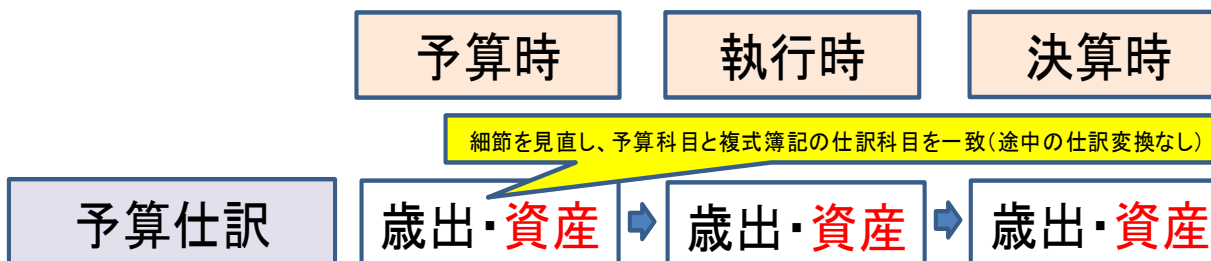 予算時
執行時
決算時
細節を見直し、予算科目と複式簿記の仕訳科目を一致(途中の仕訳変換なし)
予算仕訳
歳出・資産
歳出・資産
歳出・資産